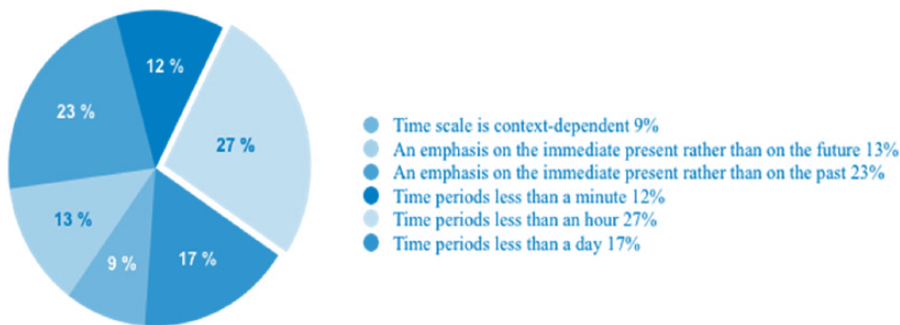 12 %
23 %
27 %
13 %
9 %
17 %
Time scale is context-dependent 9%
An emphasis on the immediate present rather than on the future 13%
An emphasis on the immediate present rather than on the past 23%
Time periods less than a minute 12%
Time periods less than an hour 27%
Time periods less than a day 17%